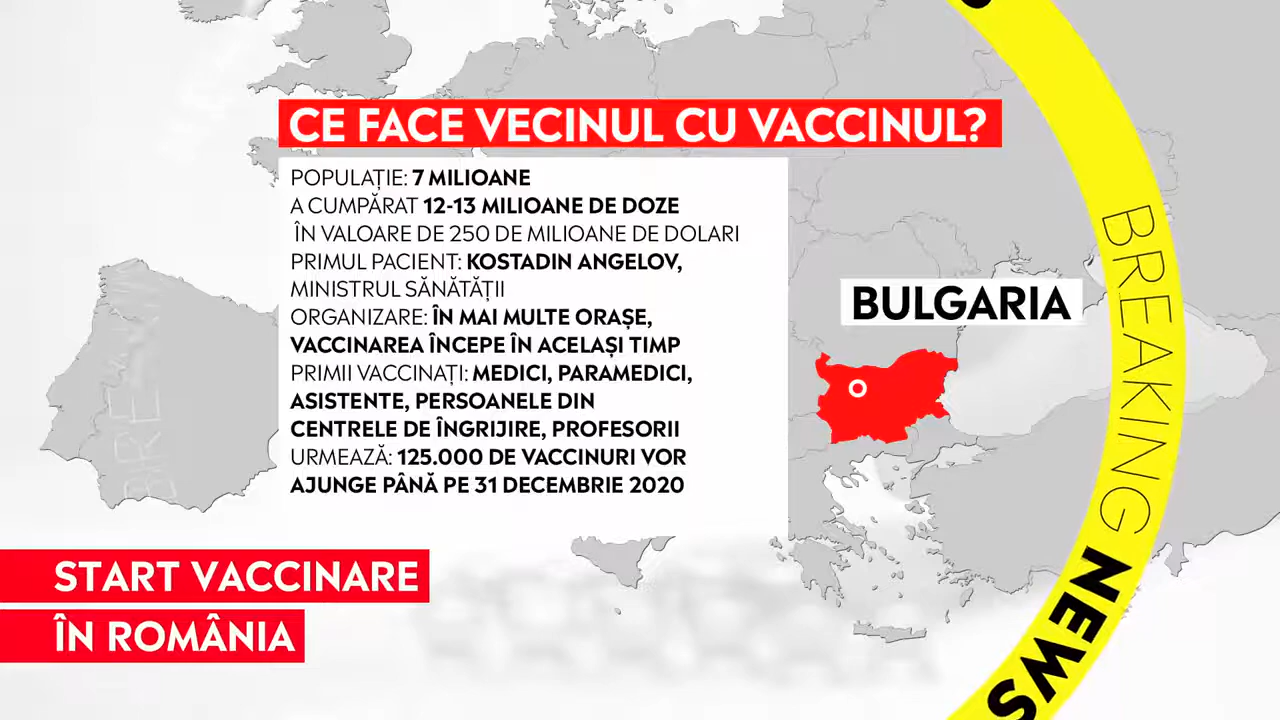 CE FACE VECINUL CU VACCINUL?
POPULAȚIE: 7 MILIOANE
A CUMPĂRAT 12-13 MILIOANE DE DOZE
ÎN VALOARE DE 250 DE MILIOANE DE DOLARI
PRIMUL PACIENT: KOSTADIN ANGELOV,
MINISTRUL SĂNĂTĂȚII
ORGANIZARE: ÎN MAI MULTE ORAȘE,
VACCINAREA ÎNCEPE ÎN ACELAȘI TIMP
PRIMII VACCINAȚI: MEDICI, PARAMEDICI,
ASISTENTE, PERSOANELE DIN
CENTRELE DE ÎNGRIJIRE, PROFESORII
URMEAZĂ: 125.000 DE VACCINURI VOR
AJUNGE PÂNĂ PE 31 DECEMBRIE 2020
BULGARIA
BREAKING NEWS
START VACCINARE
ÎN ROMÂNIA